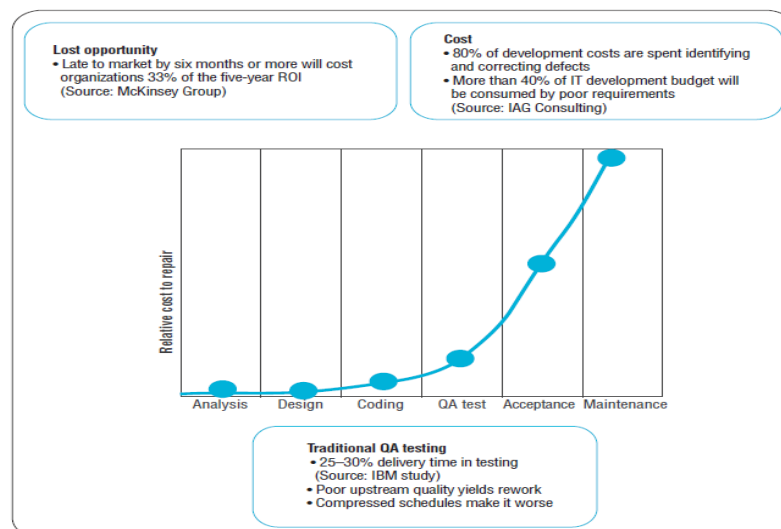 Lost opportunity
• Late to market by six months or more will cost
organizations 33% of the five-year ROI
(Source: McKinsey Group)
Cost
• 80% of development costs are spent identifying
and correcting defects
• More than 40% of IT development budget will
be consumed by poor requirements
(Source: IAG Consulting)
Relative cost to repair
Analysis
Design
Coding
QA test
Acceptance
Maintenance
Traditional QA testing
• 25–30% delivery time in testing
(Source: IBM study)
• Poor upstream quality yields rework
• Compressed schedules make it worse